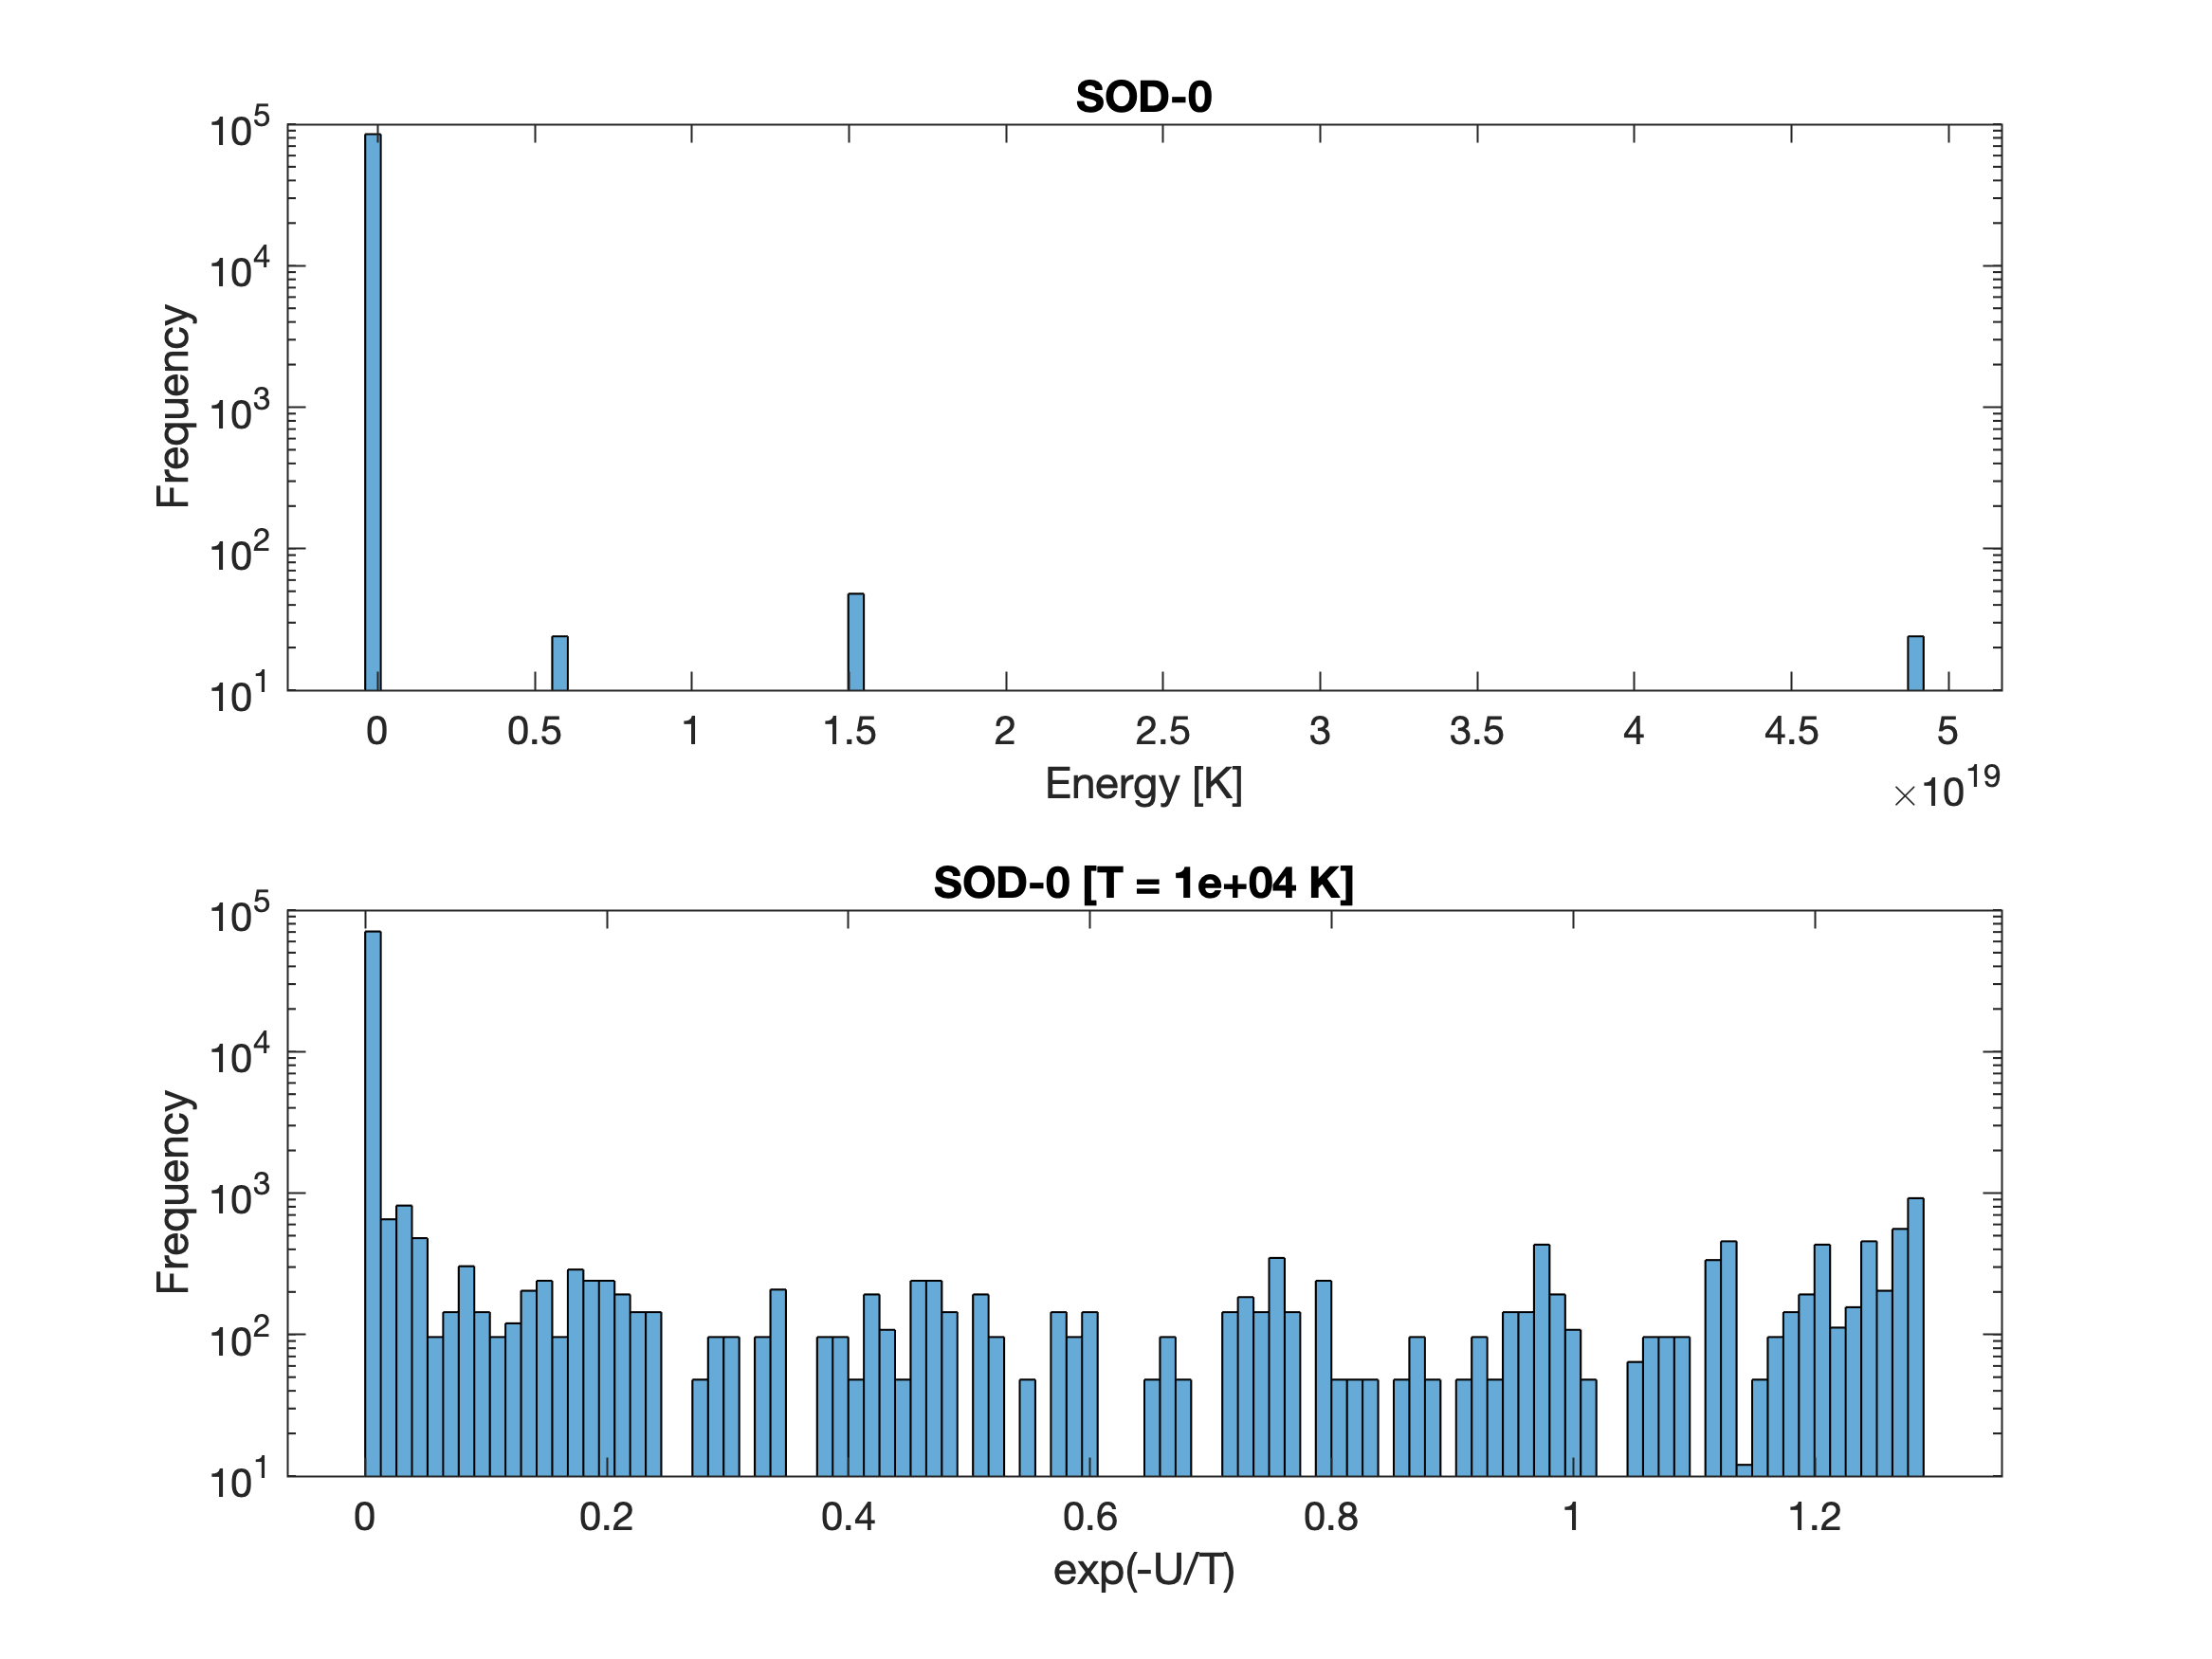 SOD-0
10^5
10^4
10^3
10^2
10^1
Frequency
0 0.5 1 1.5 2 2.5 3 3.5 4 4.5 5
Energy [K]
×10^19
SOD-0 [T = 1e+04 K]
10^5
10^4
10^3
10^2
10^1
Frequency
0 0.2 0.4 0.6 0.8 1 1.2
exp(-U/T)